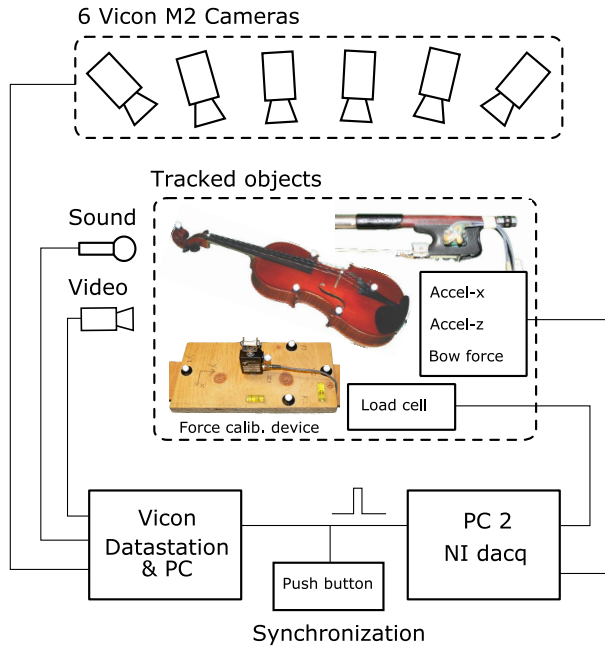 6 Vicon M2 Cameras
Tracked objects
Sound
Video
Accel-x
Accel-z
Bow force
Load cell
Force calib. device
Vicon
Datastation
& PC
PC 2
NI dacq
Push button
Synchronization